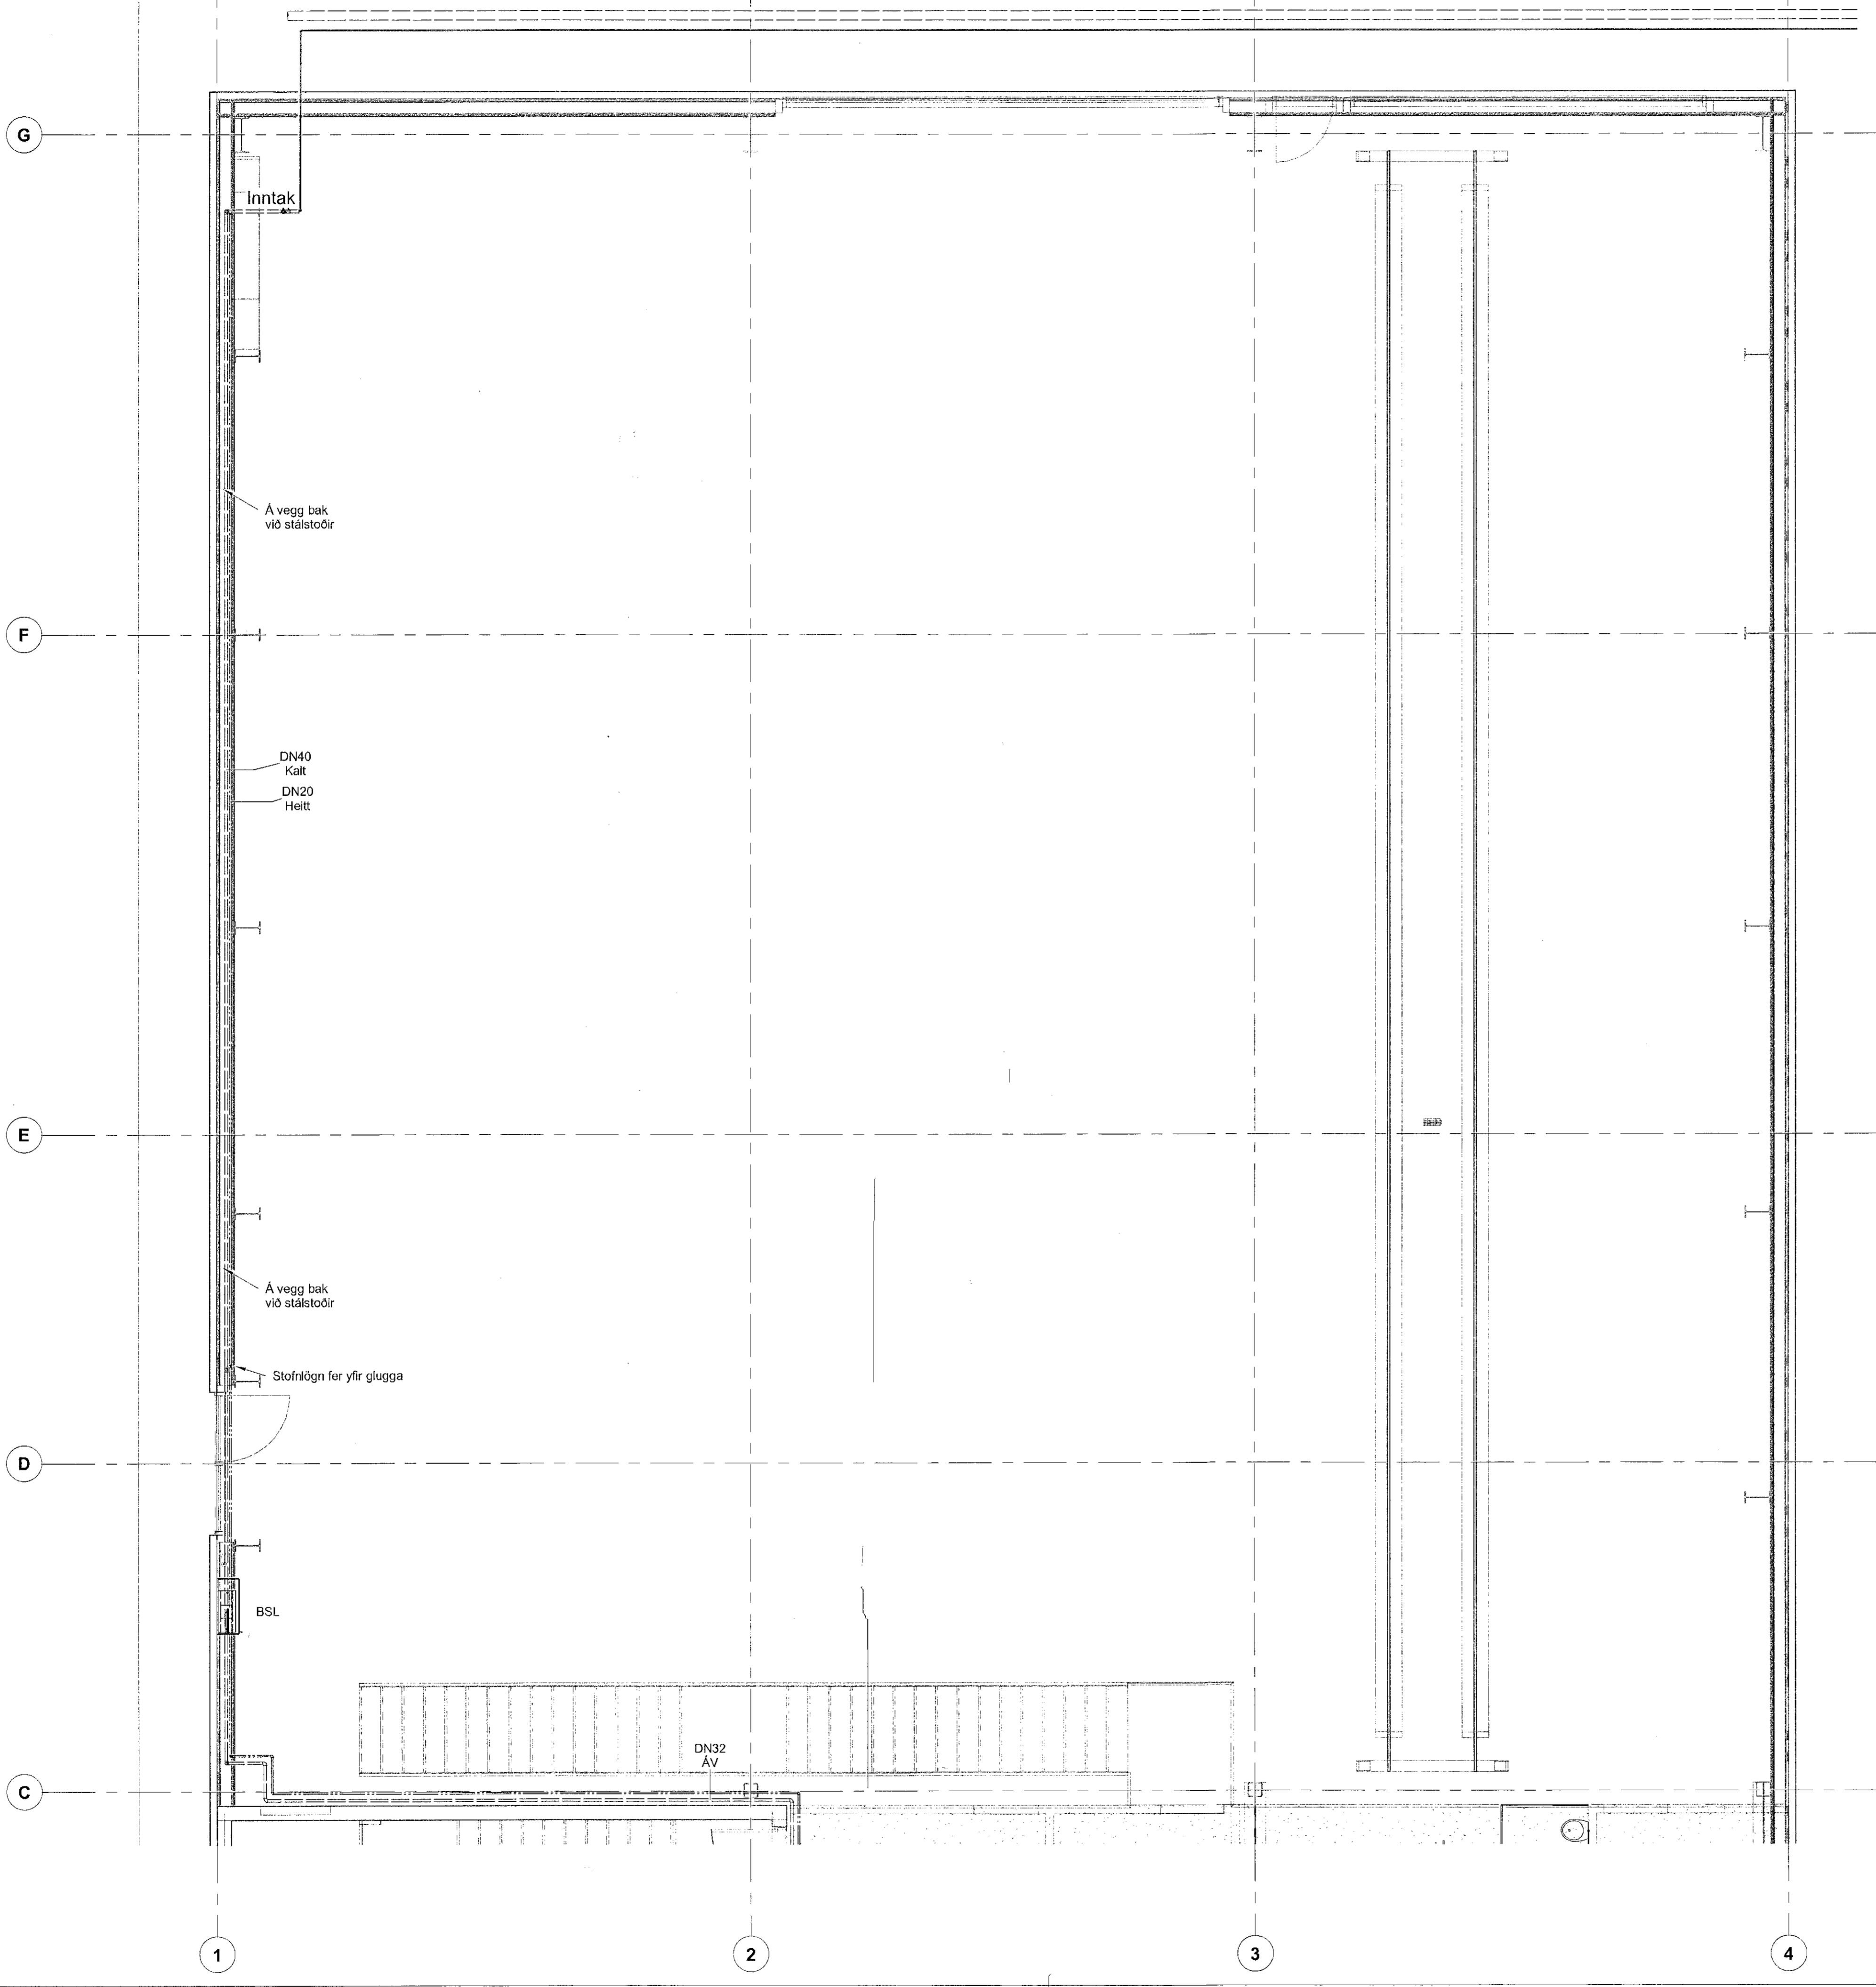 G
Inntak
Á vegg bak
við stálstoðir
F
DN40
Kalt
DN20
Heitt
E
Á vegg bak
við stálstoðir
Stofnlögn fer yfir glugga
D
BSL
DN32
ÁV
C
1
2
3
4